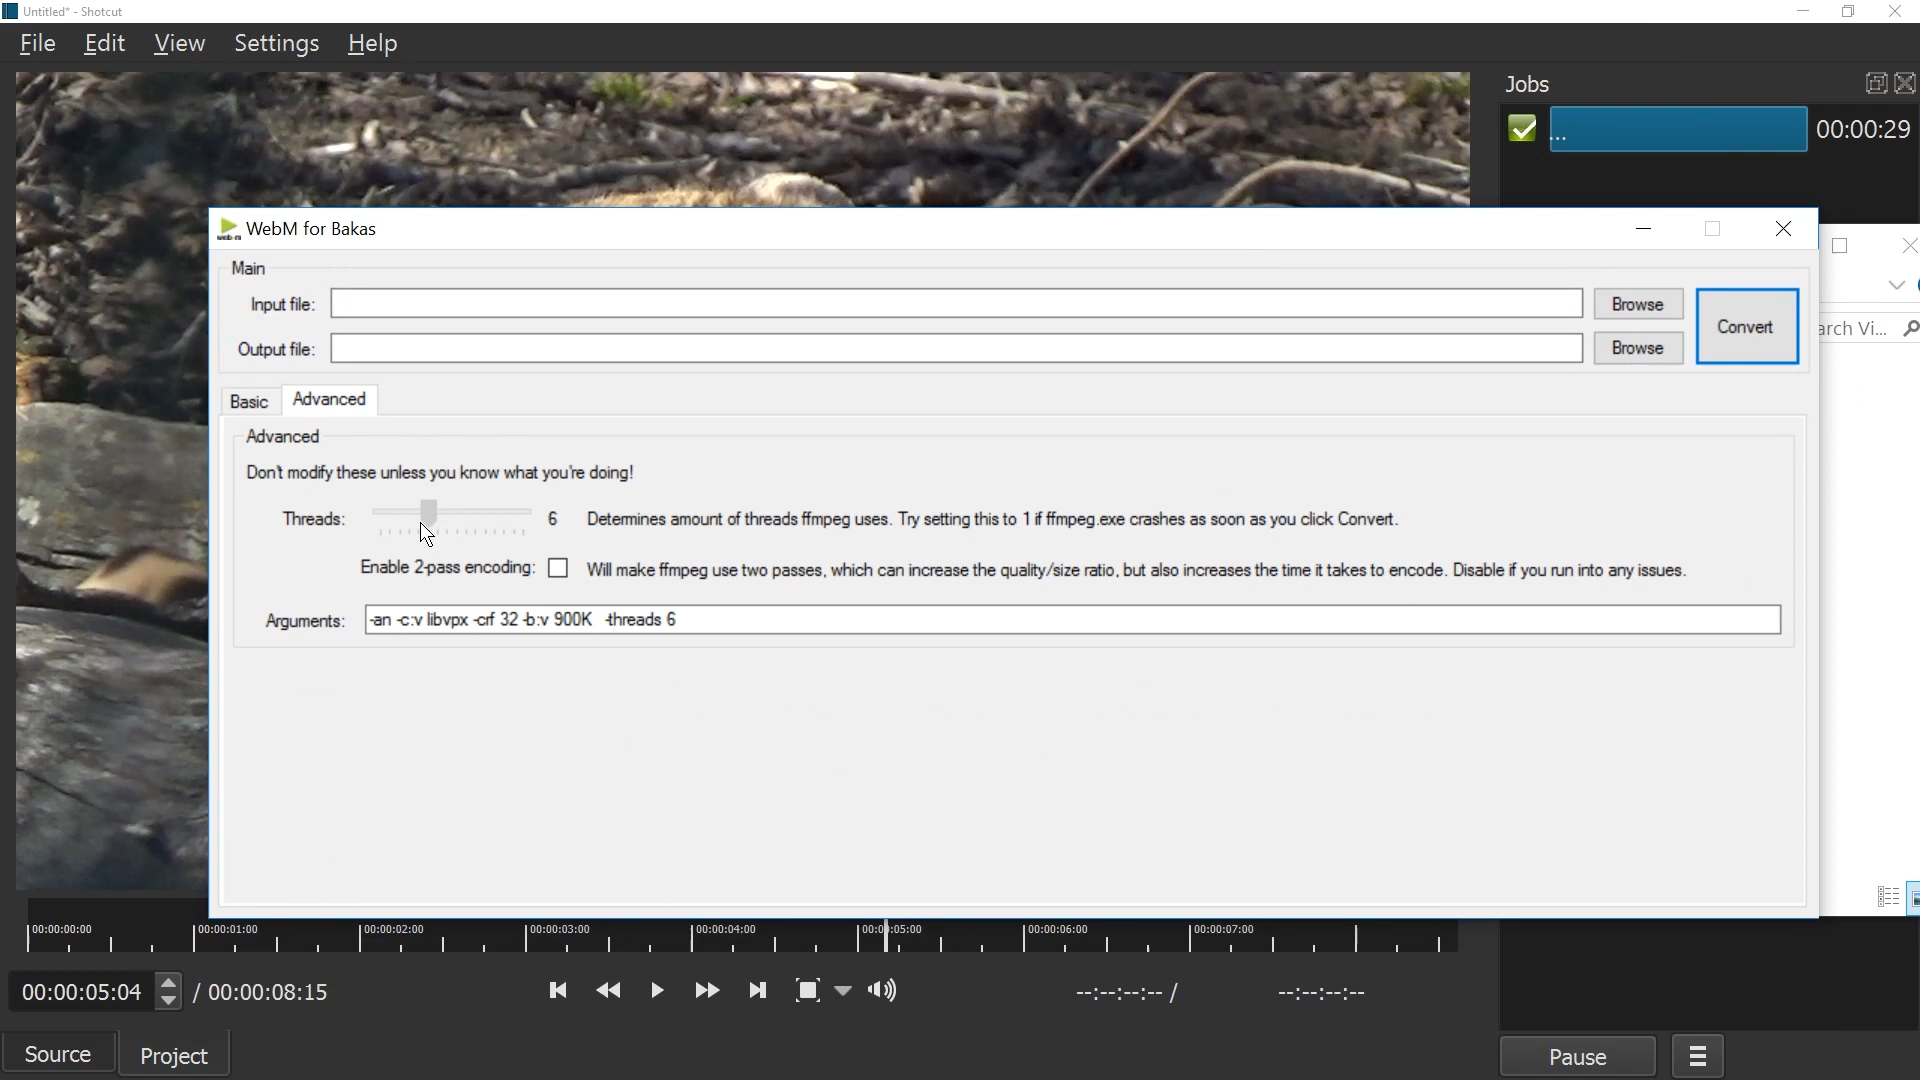 Untitled* - Shotcut
File Edit View Settings Help
Jobs
... 00:00:29
WebM for Bakas
Main
Input file: Browse
Convert
Output file: Browse
arch Vi...
Basic Advanced
Advanced
Don't modify these unless you know what you're doing!
Threads: 6 Determines amount of threads ffmpeg uses. Try setting this to 1 if ffmpeg.exe crashes as soon as you click Convert.
Enable 2-pass encoding: Will make ffmpeg use two passes, which can increase the quality/size ratio, but also increases the time it takes to encode. Disable if you run into any issues.
Arguments: -an -c:v libvpx -crf 32 -b:v 900K -threads 6
00:00:00:00 00:00:01:00 00:00:02:00 00:00:03:00 00:00:04:00 00:00:05:00 00:00:06:00 00:00:07:00
00:00:05:04 / 00:00:08:15 --:--:--:-- / --:--:--:--
Source Project Pause